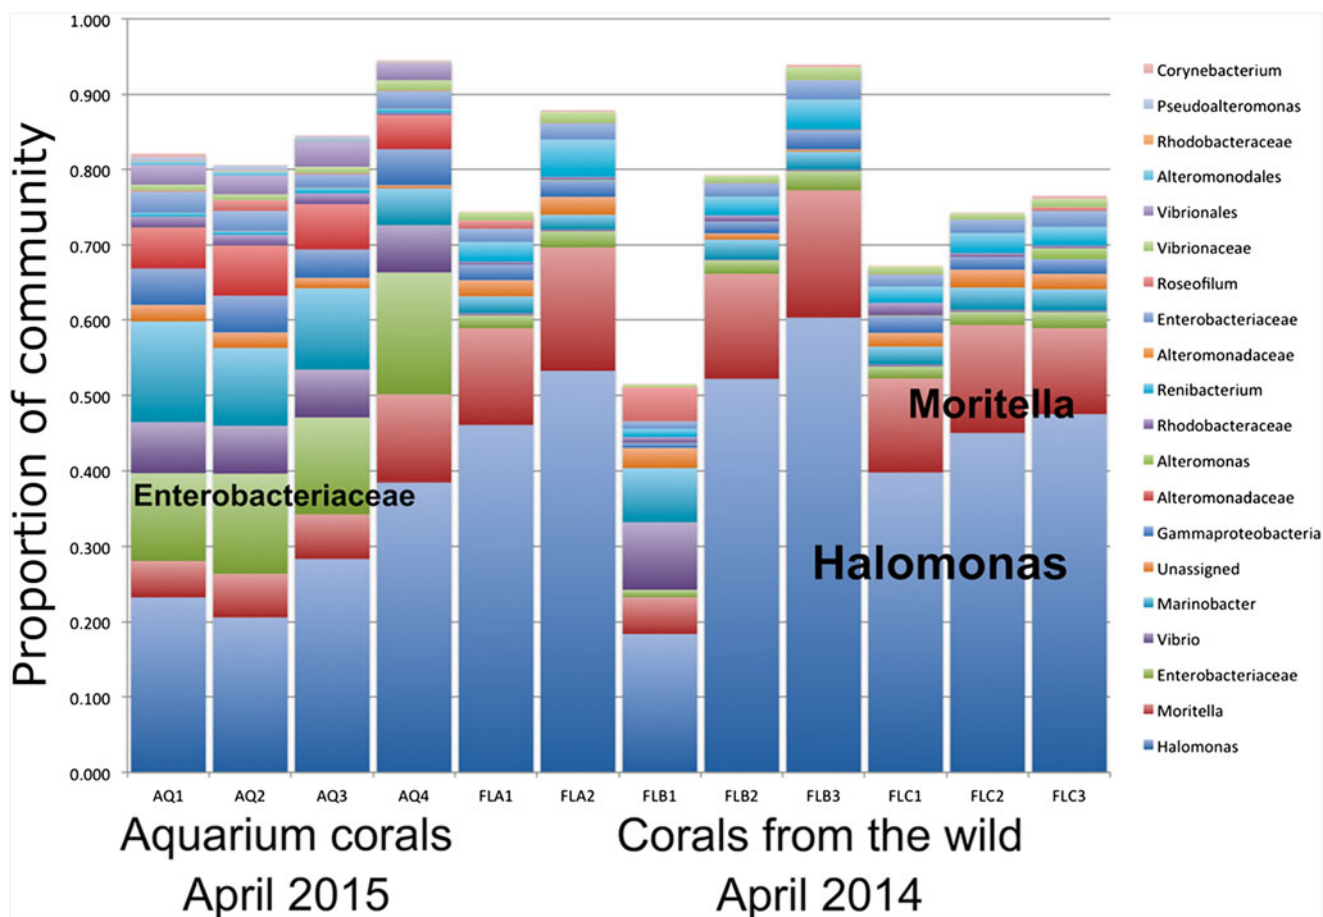 Proportion of community
1.000
0.900
0.800
0.700
0.600
0.500
0.400
0.300
0.200
0.100
0.000
Enterobacteriaceae
Moritella
Halomonas
AQ1 AQ2 AQ3 AQ4 FLA1 FLA2 FLB1 FLB2 FLB3 FLC1 FLC2 FLC3
Aquarium corals
April 2015
Corals from the wild
April 2014
Corynebacterium
Pseudoalteromonas
Rhodobacteraceae
Alteromonodales
Vibrionales
Vibrionaceae
Roseofilum
Enterobacteriaceae
Alteromonadaceae
Renibacterium
Rhodobacteraceae
Alteromonas
Alteromonadaceae
Gammaproteobacteria
Unassigned
Marinobacter
Vibrio
Enterobacteriaceae
Moritella
Halomonas